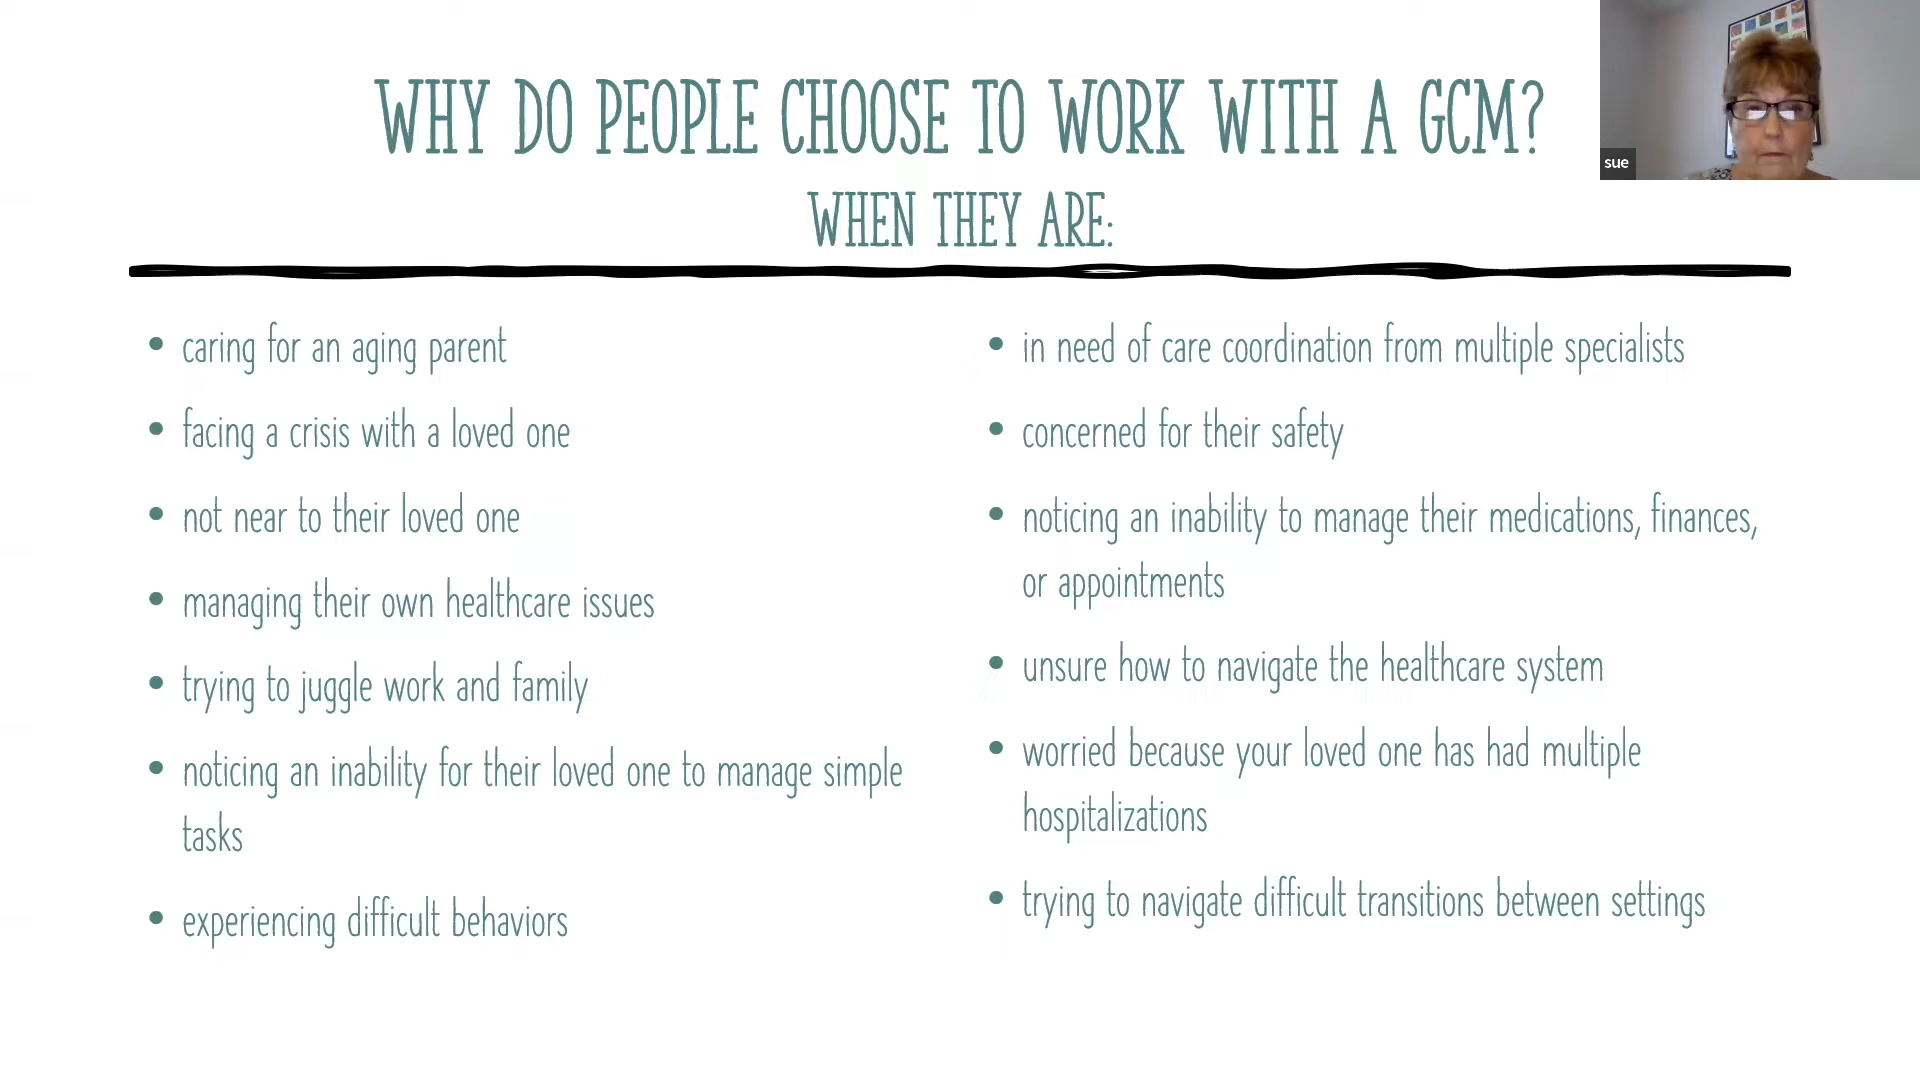 WHY DO PEOPLE CHOOSE TO WORK WITH A GCM?
WHEN THEY ARE:
sue
• caring for an aging parent
• facing a crisis with a loved one
• not near to their loved one
• managing their own healthcare issues
• trying to juggle work and family
• noticing an inability for their loved one to manage simple
tasks
• experiencing difficult behaviors
• in need of care coordination from multiple specialists
• concerned for their safety
• noticing an inability to manage their medications, finances,
or appointments
• unsure how to navigate the healthcare system
• worried because your loved one has had multiple
hospitalizations
• trying to navigate difficult transitions between settings